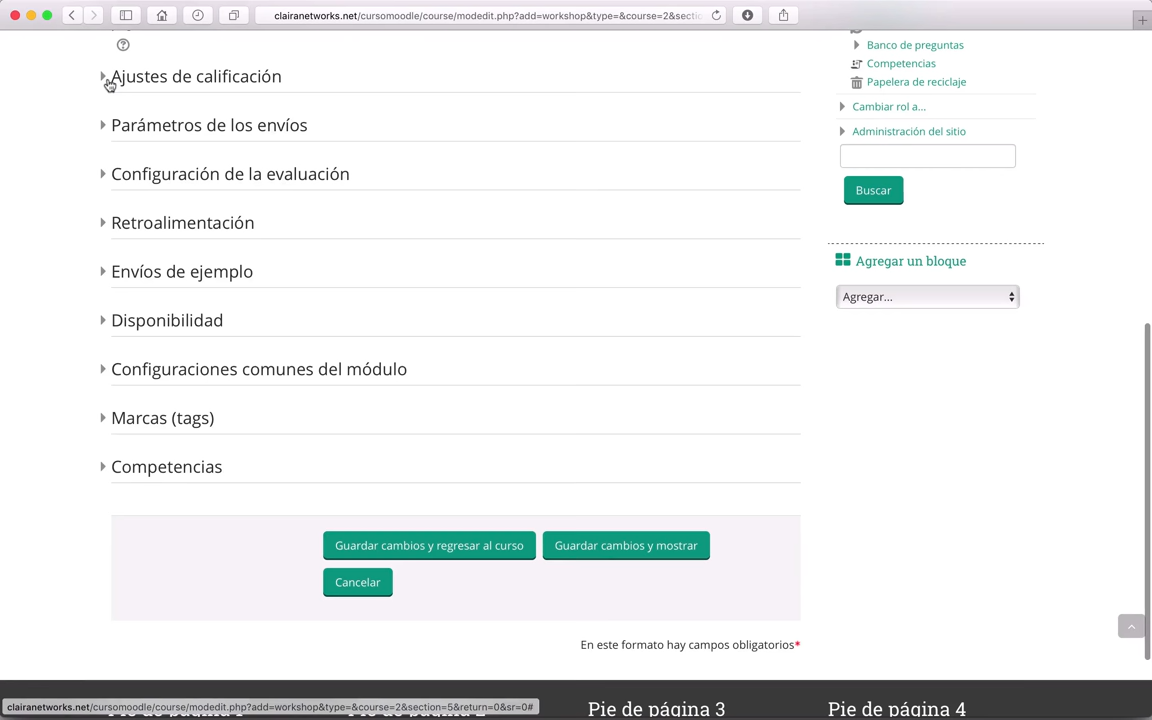 clairanetworks.net/cursomoodle/course/modedit.php?add=workshop&type=&course=2&secti
Ajustes de calificación
Parámetros de los envíos
Configuración de la evaluación
Retroalimentación
Envíos de ejemplo
Disponibilidad
Configuraciones comunes del módulo
Marcas (tags)
Competencias
Guardar cambios y regresar al curso
Guardar cambios y mostrar
Cancelar
En este formato hay campos obligatorios*
Banco de preguntas
Competencias
Papelera de reciclaje
Cambiar rol a...
Administración del sitio
Buscar
Agregar un bloque
Agregar...
clairanetworks.net/cursomoodle/course/modedit.php?add=workshop&type=&course=2&section=5&return=0&sr=0#
Pie de página 3
Pie de página 4